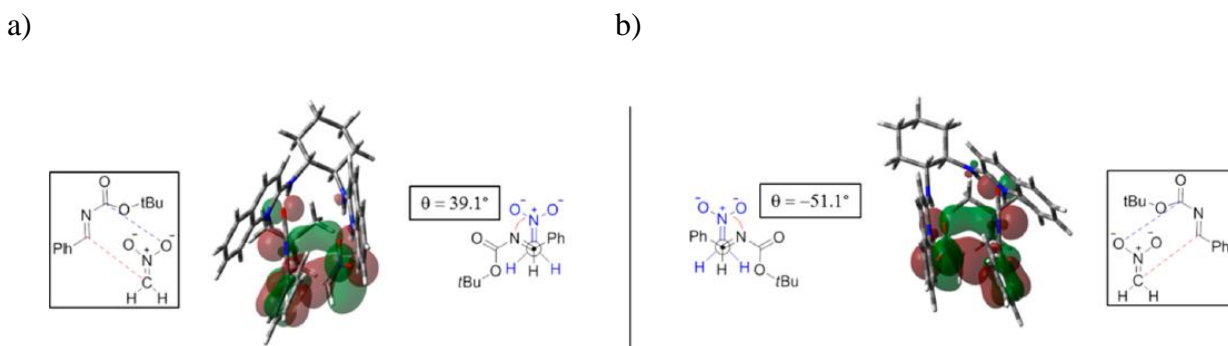 a)
b)
O
N
O
tBu
Ph
O⁻
O⁻
N⁺
C
H
H
θ = 39.1°
⁻O
O⁻
N⁺
O
N
Ph
O
tBu
H
H
H
θ = −51.1°
⁻O
O⁻
N⁺
Ph
N
O
H
H
H
O
tBu
O
tBu
O
N
O⁻
O⁻
N⁺
Ph
C
H
H